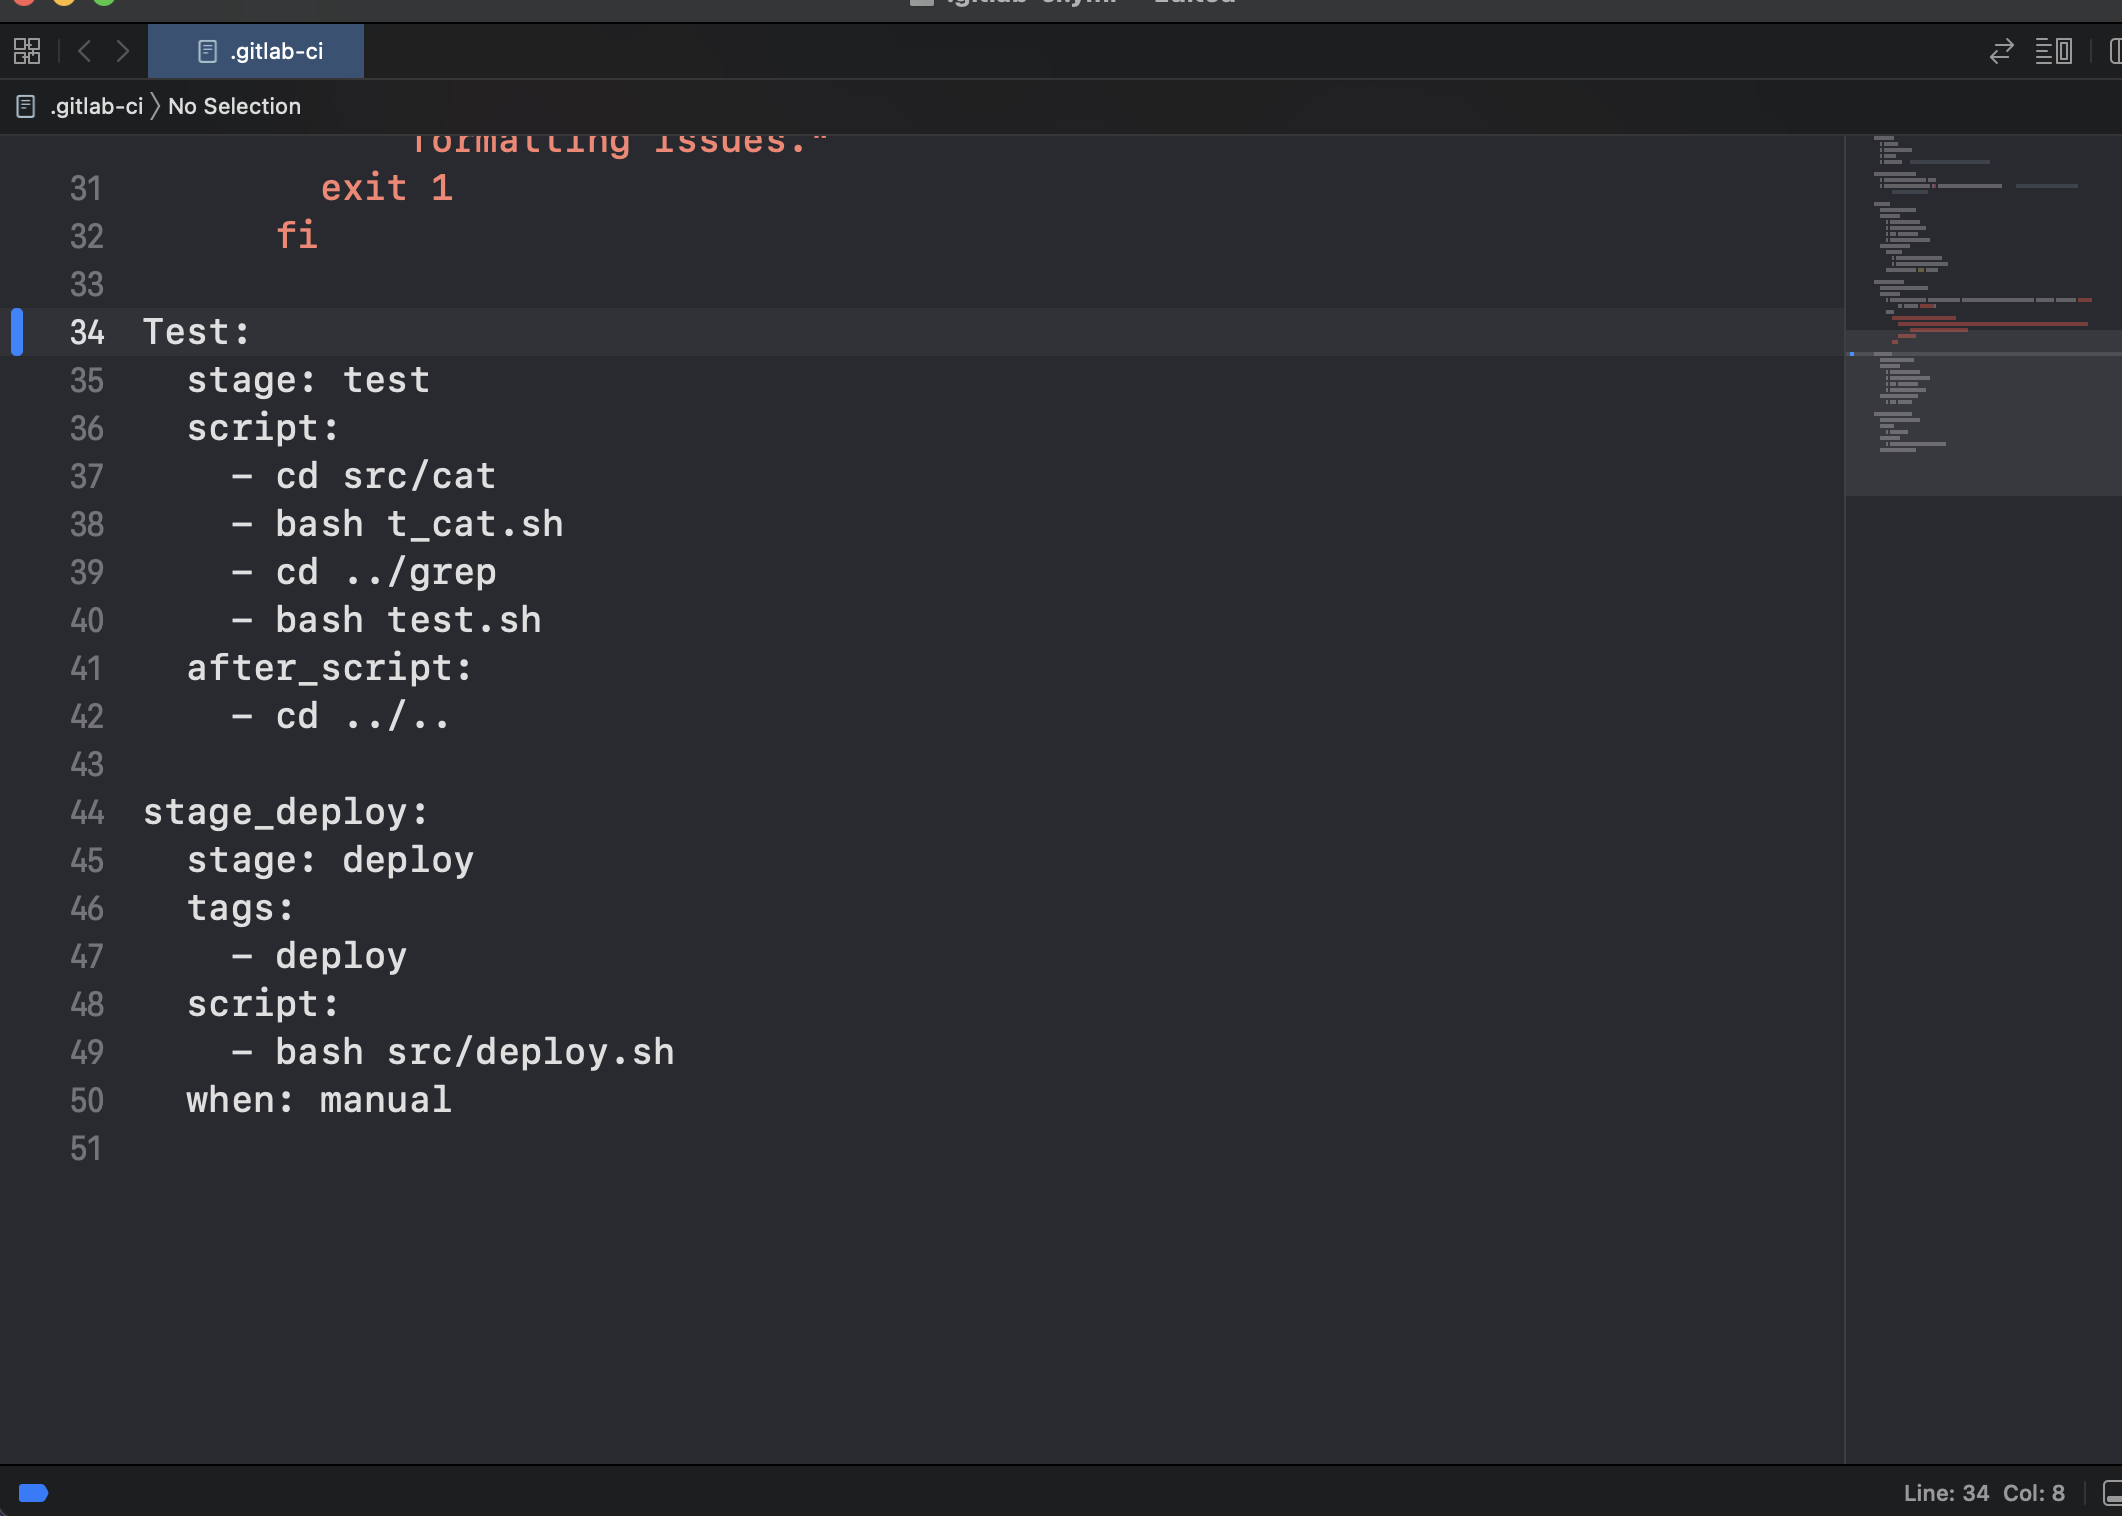 .gitlab-ci
.gitlab-ci No Selection
formatting issues."
31 exit 1
32 fi
33
34 Test:
35 stage: test
36 script:
37 - cd src/cat
38 - bash t_cat.sh
39 - cd ../grep
40 - bash test.sh
41 after_script:
42 - cd ../..
43
44 stage_deploy:
45 stage: deploy
46 tags:
47 - deploy
48 script:
49 - bash src/deploy.sh
50 when: manual
51
Line: 34 Col: 8